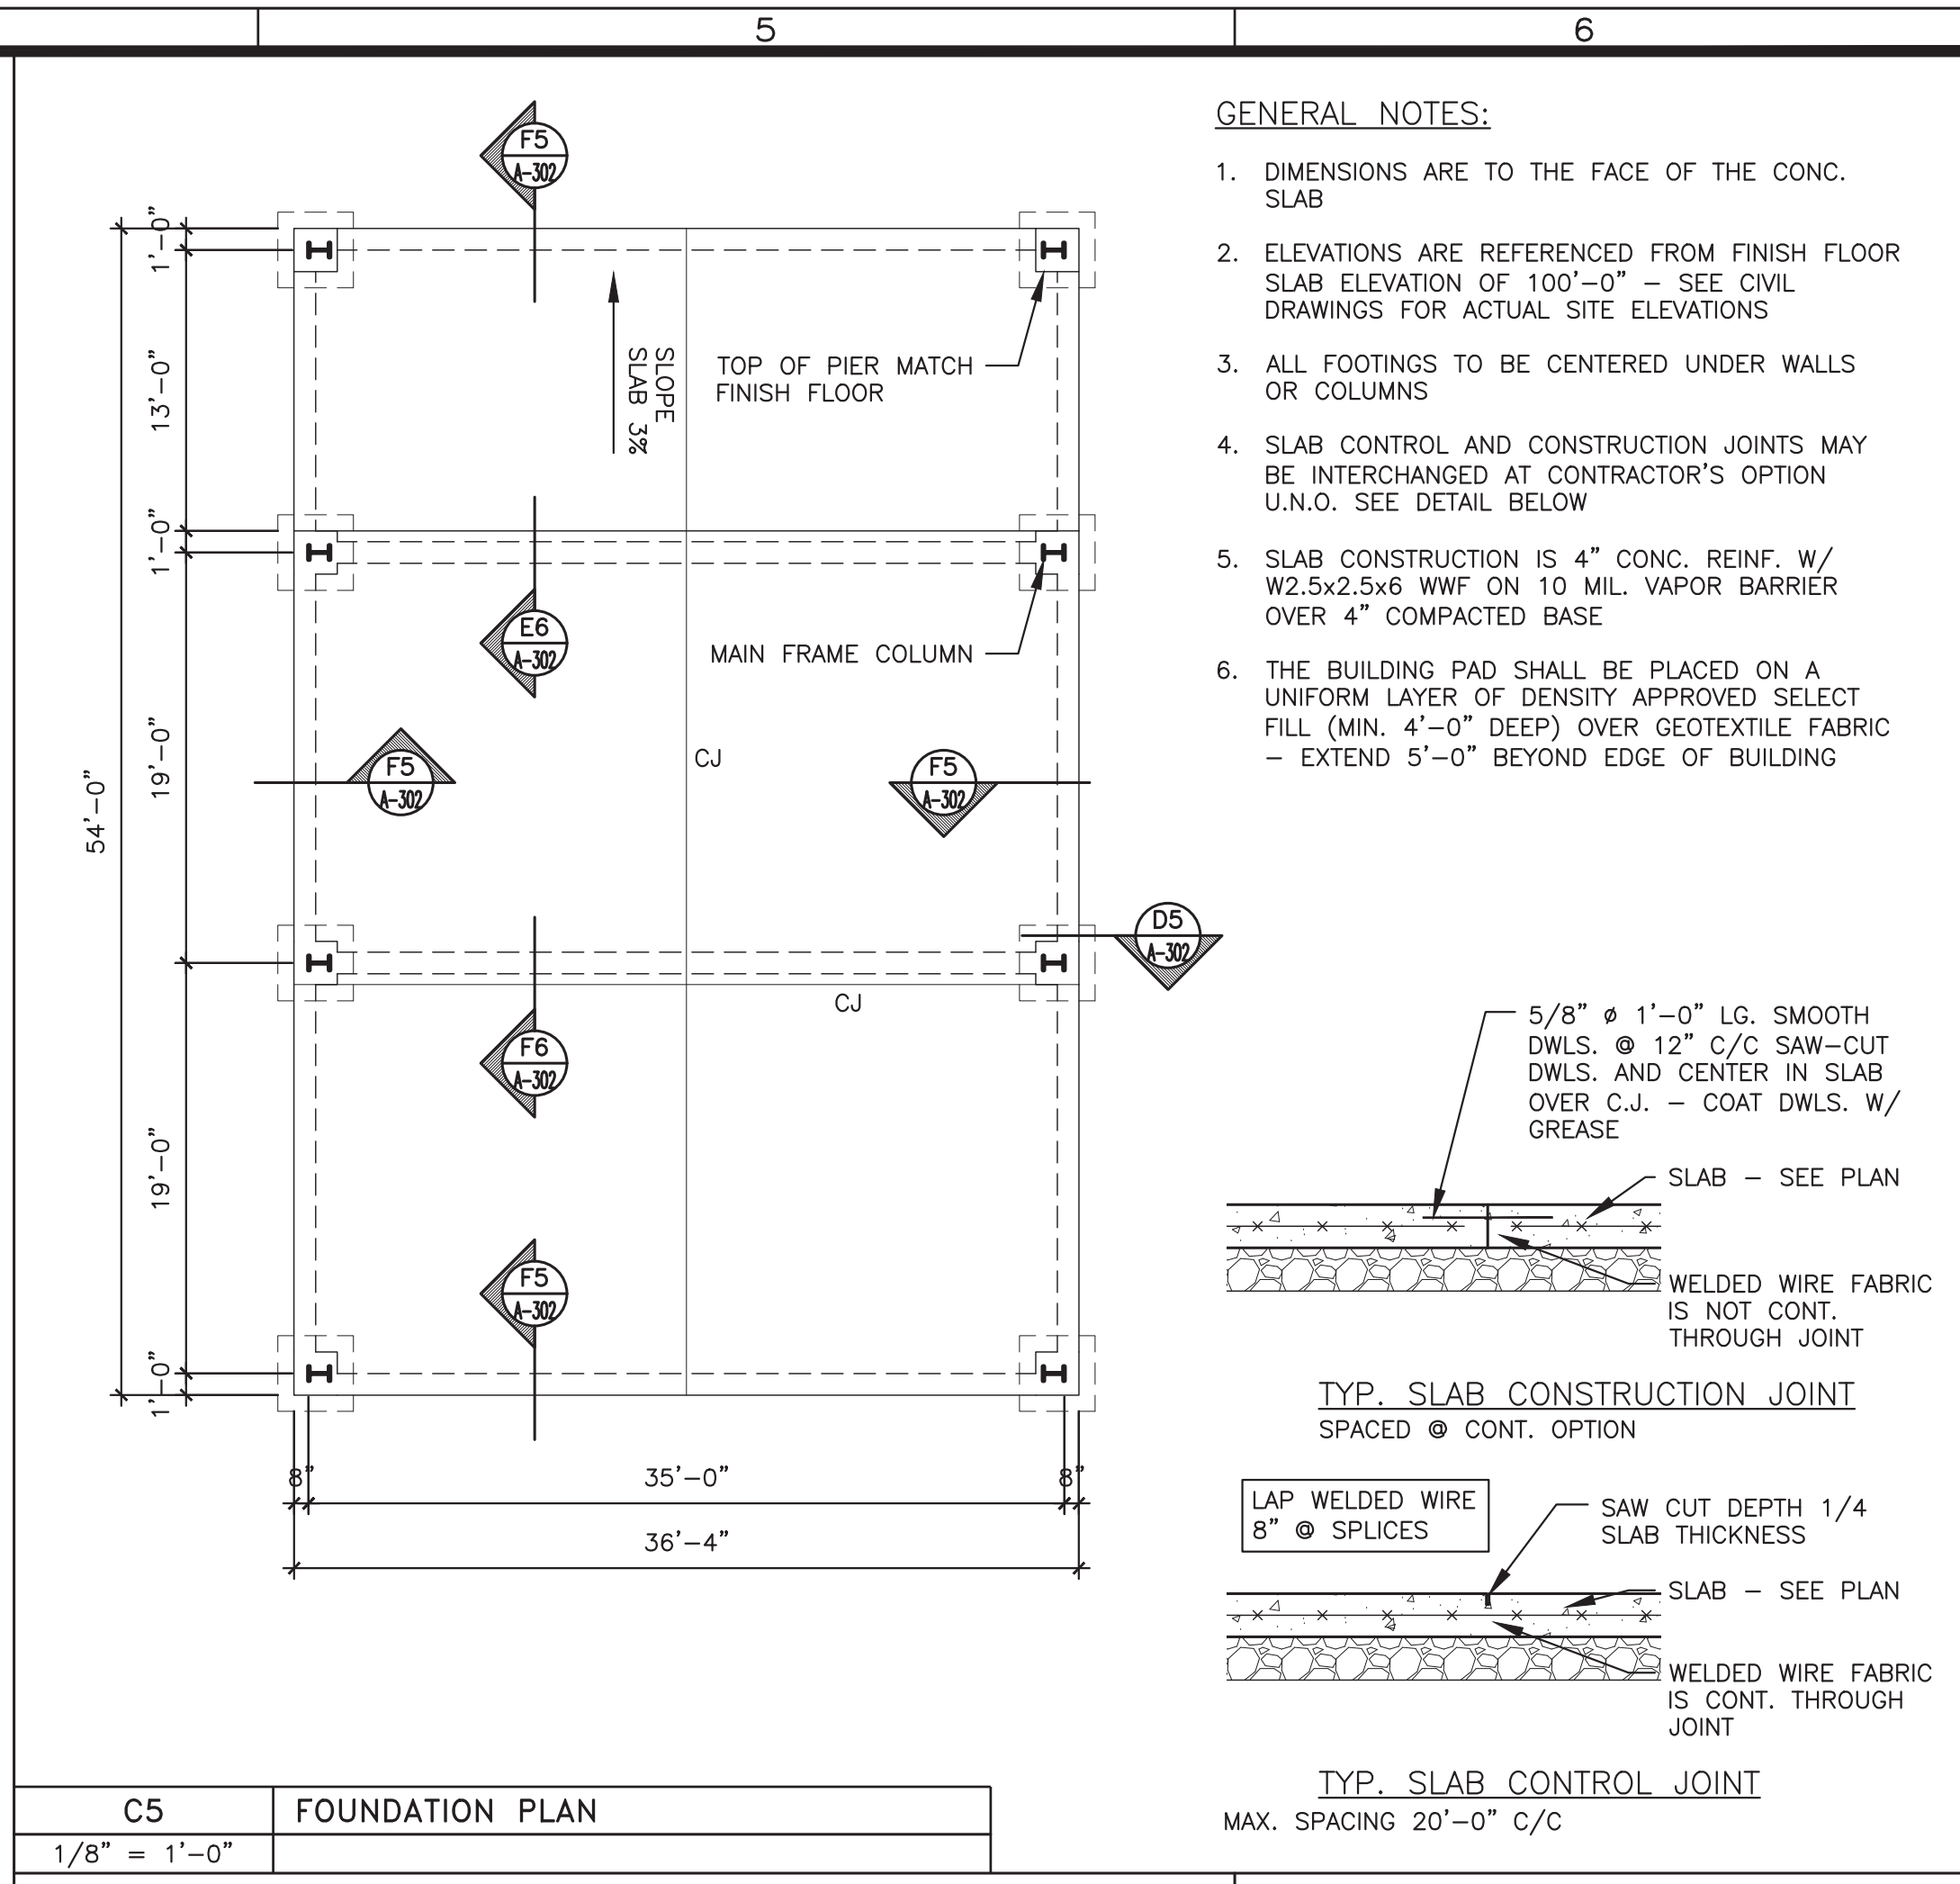 5
6
F5
A-302
1'-0"
13'-0"
1'-0"
19'-0"
54'-0"
19'-0"
1'-0"
SLOPE
SLAB 3%
TOP OF PIER MATCH
FINISH FLOOR
E6
A-302
MAIN FRAME COLUMN
F5
A-302
CJ
F5
A-302
D5
A-302
CJ
F6
A-302
F5
A-302
8"
35'-0"
8"
36'-4"
GENERAL NOTES:
1. DIMENSIONS ARE TO THE FACE OF THE CONC.
SLAB
2. ELEVATIONS ARE REFERENCED FROM FINISH FLOOR
SLAB ELEVATION OF 100'-0" – SEE CIVIL
DRAWINGS FOR ACTUAL SITE ELEVATIONS
3. ALL FOOTINGS TO BE CENTERED UNDER WALLS
OR COLUMNS
4. SLAB CONTROL AND CONSTRUCTION JOINTS MAY
BE INTERCHANGED AT CONTRACTOR'S OPTION
U.N.O. SEE DETAIL BELOW
5. SLAB CONSTRUCTION IS 4" CONC. REINF. W/
W2.5x2.5x6 WWF ON 10 MIL. VAPOR BARRIER
OVER 4" COMPACTED BASE
6. THE BUILDING PAD SHALL BE PLACED ON A
UNIFORM LAYER OF DENSITY APPROVED SELECT
FILL (MIN. 4'-0" DEEP) OVER GEOTEXTILE FABRIC
– EXTEND 5'-0" BEYOND EDGE OF BUILDING
5/8" ø 1'-0" LG. SMOOTH
DWLS. @ 12" C/C SAW-CUT
DWLS. AND CENTER IN SLAB
OVER C.J. – COAT DWLS. W/
GREASE
SLAB – SEE PLAN
WELDED WIRE FABRIC
IS NOT CONT.
THROUGH JOINT
TYP. SLAB CONSTRUCTION JOINT
SPACED @ CONT. OPTION
LAP WELDED WIRE
8" @ SPLICES
SAW CUT DEPTH 1/4
SLAB THICKNESS
SLAB – SEE PLAN
WELDED WIRE FABRIC
IS CONT. THROUGH
JOINT
TYP. SLAB CONTROL JOINT
MAX. SPACING 20'-0" C/C
C5
FOUNDATION PLAN
1/8" = 1'-0"